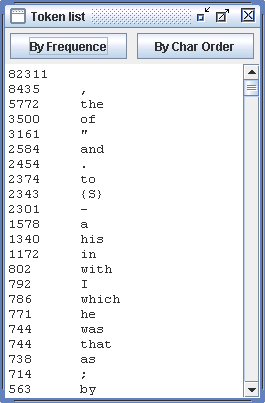 Token list
By Frequence By Char Order
82311
8435 ,
5772 the
3500 of
3161 "
2584 and
2454 .
2374 to
2343 {S}
2301 -
1578 a
1340 his
1172 in
802 with
792 I
786 which
771 he
744 was
744 that
738 as
714 ;
563 by